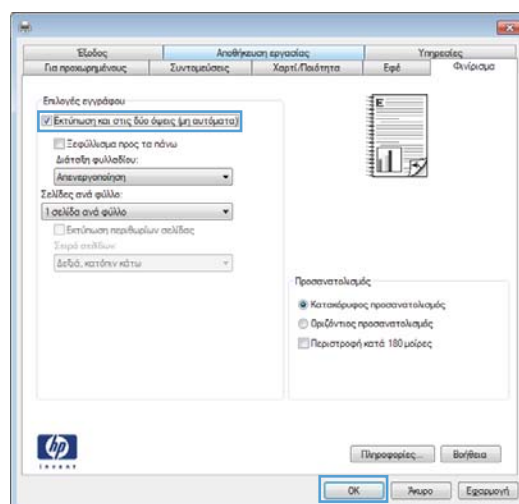 Έξοδος Αποθήκευση εργασίας Υπηρεσίες
Για προχωρημένους Συντομεύσεις Χαρτί/Ποιότητα Εφέ Φινίρισμα
Επιλογές εγγράφου
Εκτύπωση και στις δύο όψεις (μη αυτόματα)
Ξεφύλλισμα προς τα πάνω
Διάταξη φυλλαδίου:
Απενεργοποίηση
Σελίδες ανά φύλλο:
1 σελίδα ανά φύλλο
Εκτύπωση περιθωρίων σελίδας
Σειρά σελίδων:
Δεξιά, κατόπιν κάτω
E
Προσανατολισμός
Κατακόρυφος προσανατολισμός
Οριζόντιος προσανατολισμός
Περιστροφή κατά 180 μοίρες
hp
invent
Πληροφορίες... Βοήθεια
OK Άκυρο Εφαρμογή